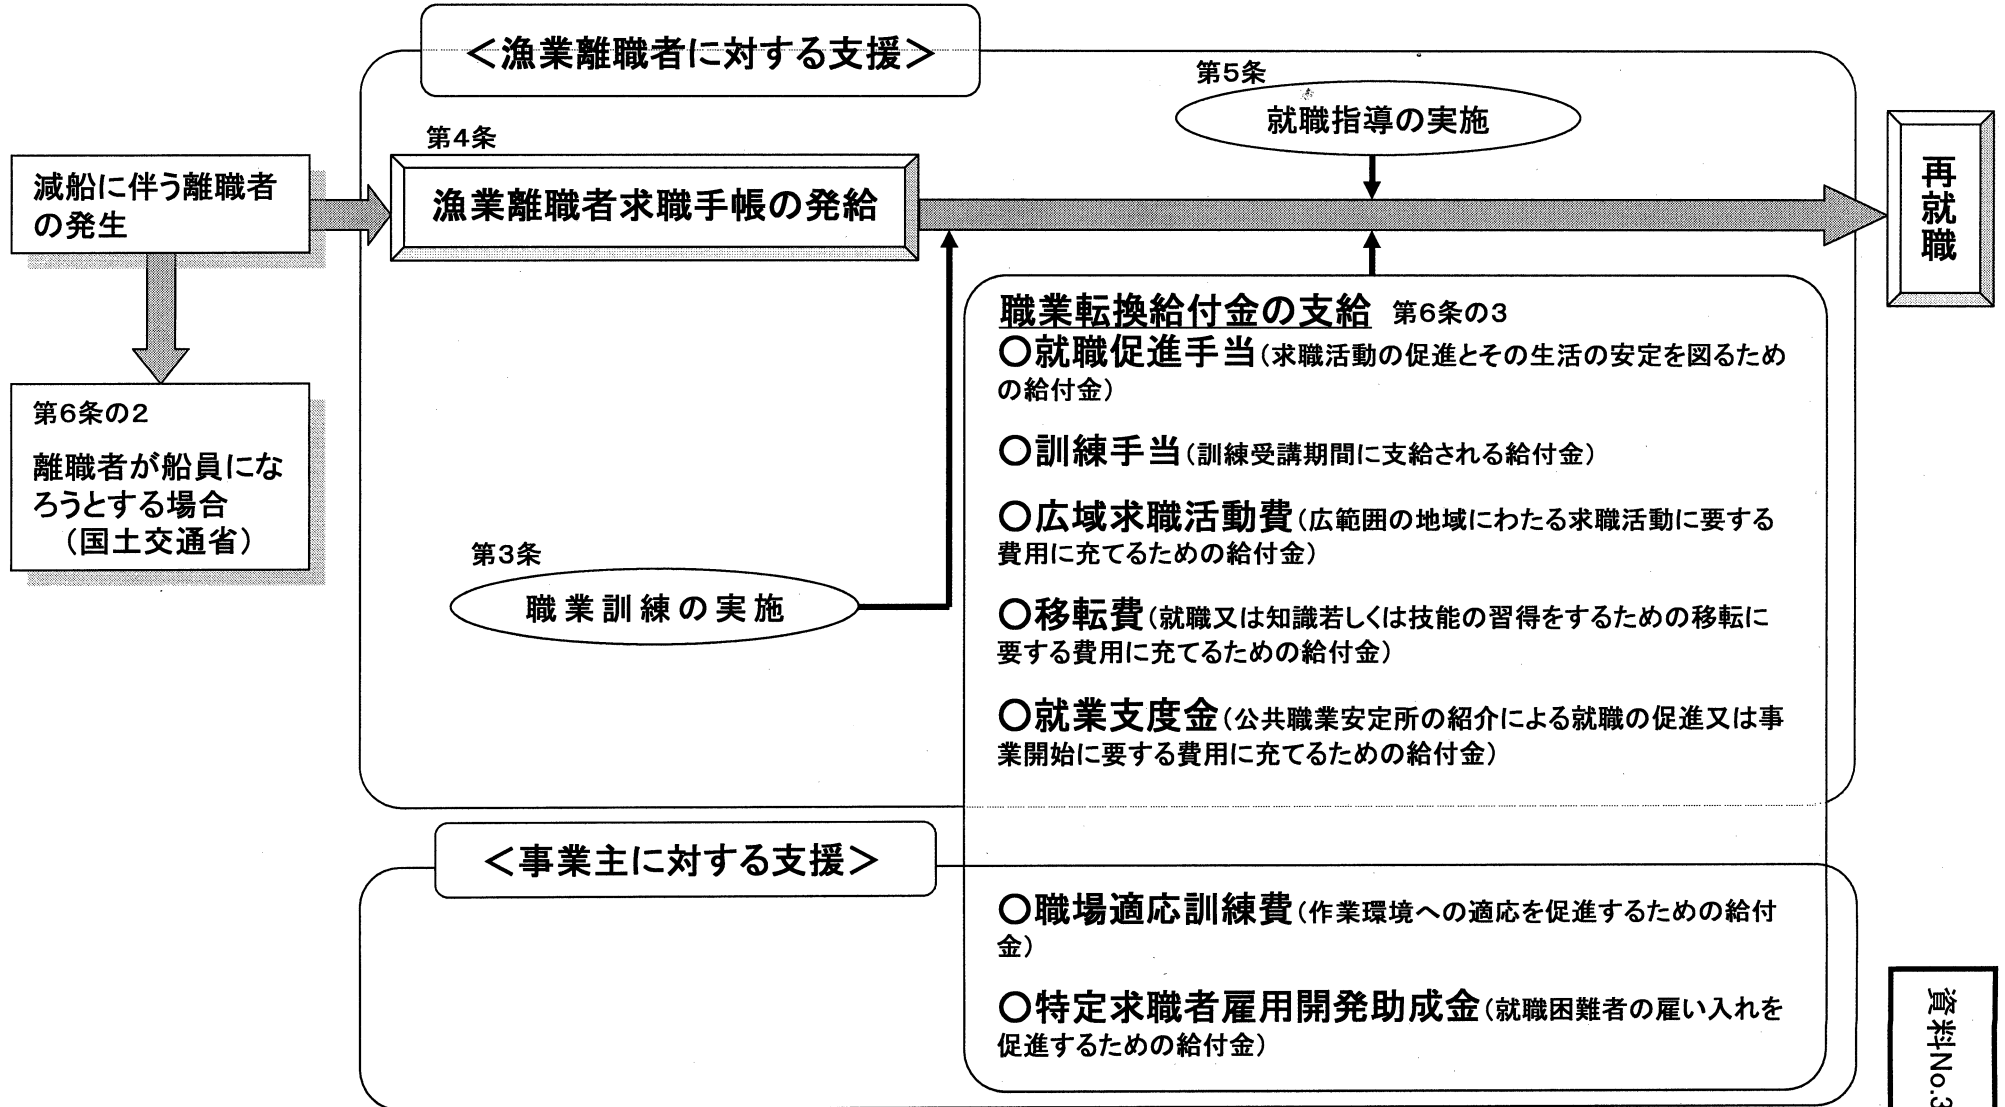 ＜漁業離職者に対する支援＞
第5条
就職指導の実施
第4条
漁業離職者求職手帳の発給
減船に伴う離職者
の発生
再就職
職業転換給付金の支給 第6条の3
○就職促進手当(求職活動の促進とその生活の安定を図るため
の給付金)
○訓練手当(訓練受講期間に支給される給付金)
○広域求職活動費(広範囲の地域にわたる求職活動に要する
費用に充てるための給付金)
○移転費(就職又は知識若しくは技能の習得をするための移転に
要する費用に充てるための給付金)
○就業支度金(公共職業安定所の紹介による就職の促進又は事
業開始に要する費用に充てるための給付金)
第6条の2
離職者が船員にな
ろうとする場合
(国土交通省)
第3条
職業訓練の実施
＜事業主に対する支援＞
○職場適応訓練費(作業環境への適応を促進するための給付
金)
○特定求職者雇用開発助成金(就職困難者の雇い入れを
促進するための給付金)
資料No.3